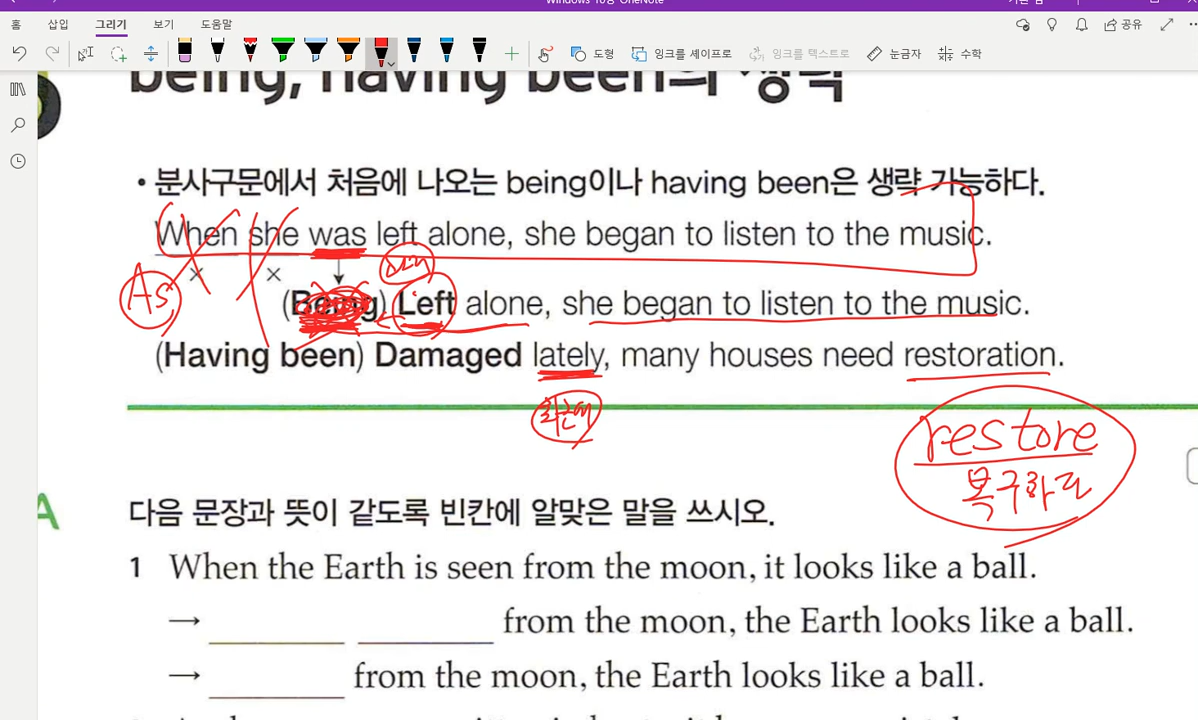 Windows 10용 OneNote
홈 삽입 그리기 보기 도움말
공유
도형 잉크를 셰이프로 잉크를 텍스트로 눈금자 수학
being, having been의 생략
• 분사구문에서 처음에 나오는 being이나 having been은 생략 가능하다.
When she was left alone, she began to listen to the music.
As
(Being) Left alone, she began to listen to the music.
(Having been) Damaged lately, many houses need restoration.
최근에
restore
복구하다
A
다음 문장과 뜻이 같도록 빈칸에 알맞은 말을 쓰시오.
1 When the Earth is seen from the moon, it looks like a ball.
→ ________ ________ from the moon, the Earth looks like a ball.
→ ________ from the moon, the Earth looks like a ball.